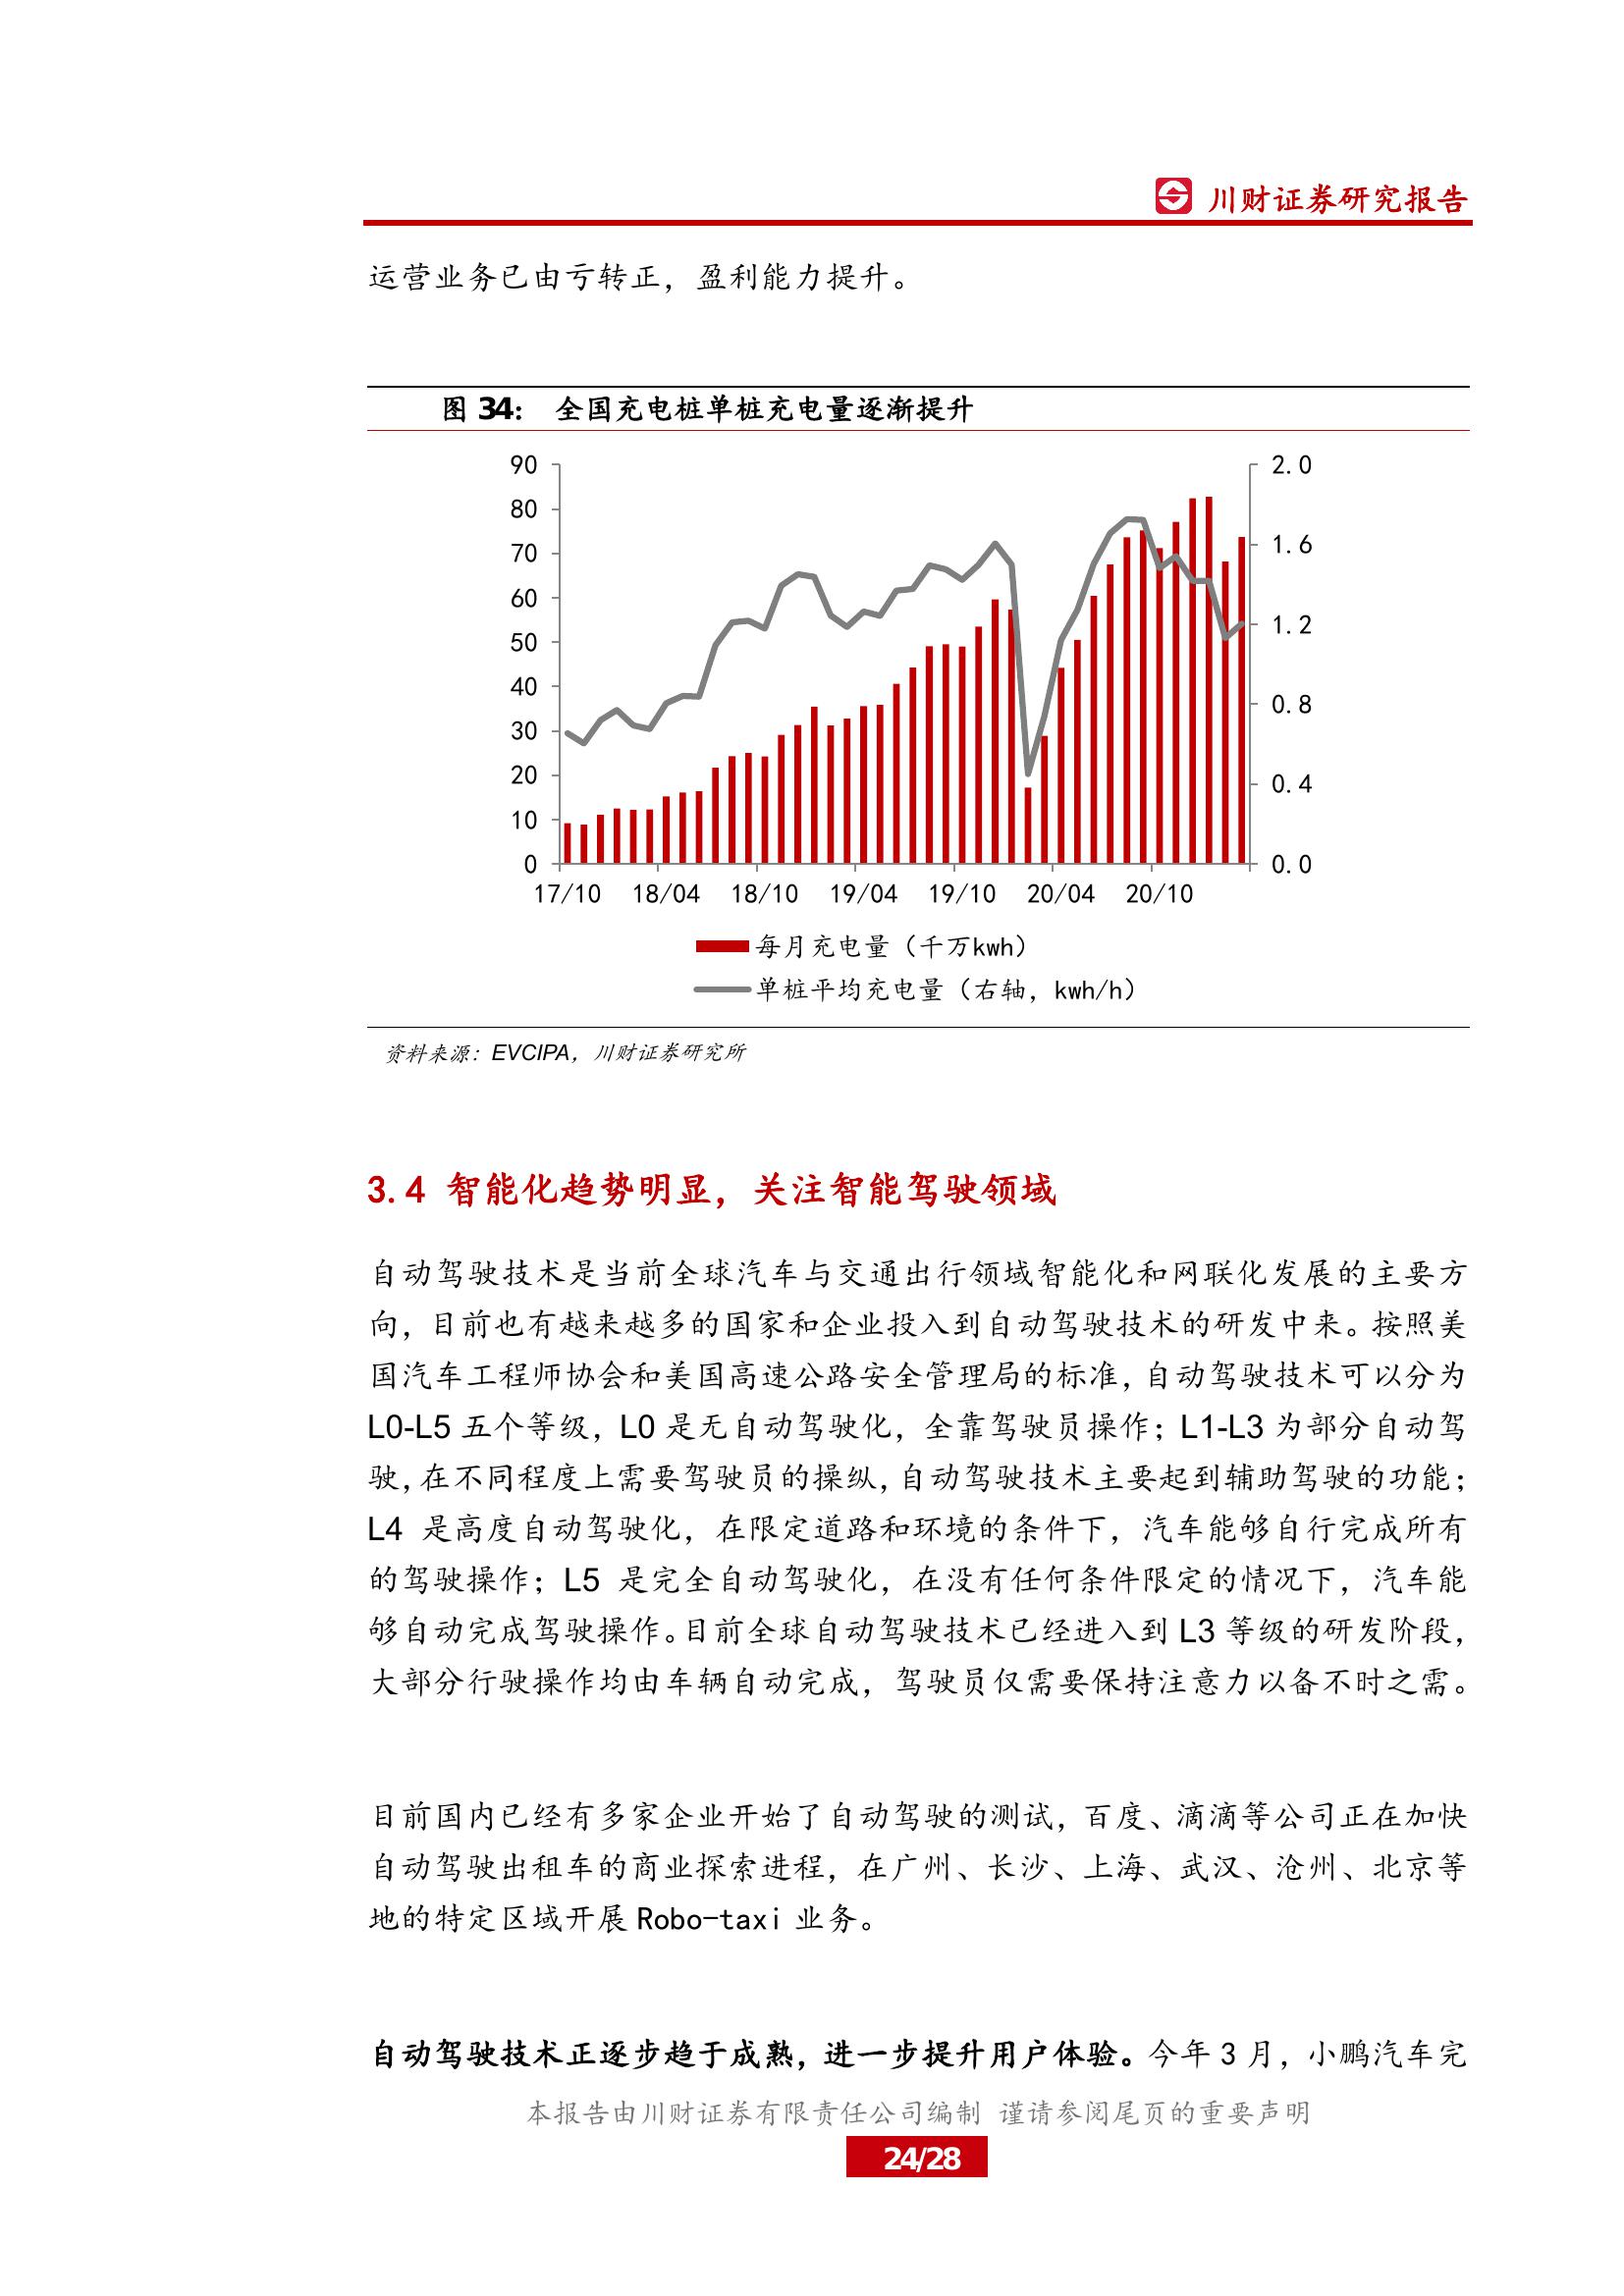 川财证券研究报告
运营业务已由亏转正，盈利能力提升。
图 34： 全国充电桩单桩充电量逐渐提升
90
80
70
60
50
40
30
20
10
0
2.0
1.6
1.2
0.8
0.4
0.0
17/10 18/04 18/10 19/04 19/10 20/04 20/10
每月充电量（千万kwh）
单桩平均充电量（右轴，kwh/h）
资料来源：EVCIPA，川财证券研究所
3.4 智能化趋势明显，关注智能驾驶领域
自动驾驶技术是当前全球汽车与交通出行领域智能化和网联化发展的主要方
向，目前也有越来越多的国家和企业投入到自动驾驶技术的研发中来。按照美
国汽车工程师协会和美国高速公路安全管理局的标准，自动驾驶技术可以分为
L0-L5 五个等级，L0 是无自动驾驶化，全靠驾驶员操作；L1-L3 为部分自动驾
驶，在不同程度上需要驾驶员的操纵，自动驾驶技术主要起到辅助驾驶的功能；
L4 是高度自动驾驶化，在限定道路和环境的条件下，汽车能够自行完成所有
的驾驶操作；L5 是完全自动驾驶化，在没有任何条件限定的情况下，汽车能
够自动完成驾驶操作。目前全球自动驾驶技术已经进入到 L3 等级的研发阶段，
大部分行驶操作均由车辆自动完成，驾驶员仅需要保持注意力以备不时之需。
目前国内已经有多家企业开始了自动驾驶的测试，百度、滴滴等公司正在加快
自动驾驶出租车的商业探索进程，在广州、长沙、上海、武汉、沧州、北京等
地的特定区域开展 Robo-taxi 业务。
自动驾驶技术正逐步趋于成熟，进一步提升用户体验。今年 3 月，小鹏汽车完
本报告由川财证券有限责任公司编制 谨请参阅尾页的重要声明
24/28